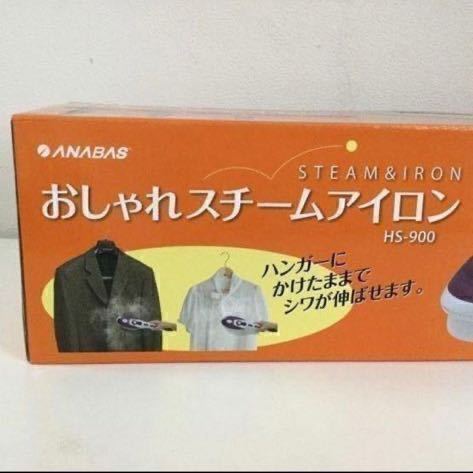 ANABAS
STEAM&IRON
おしゃれスチームアイロン
HS-900
ハンガーに
かけたままで
シワが伸ばせます。